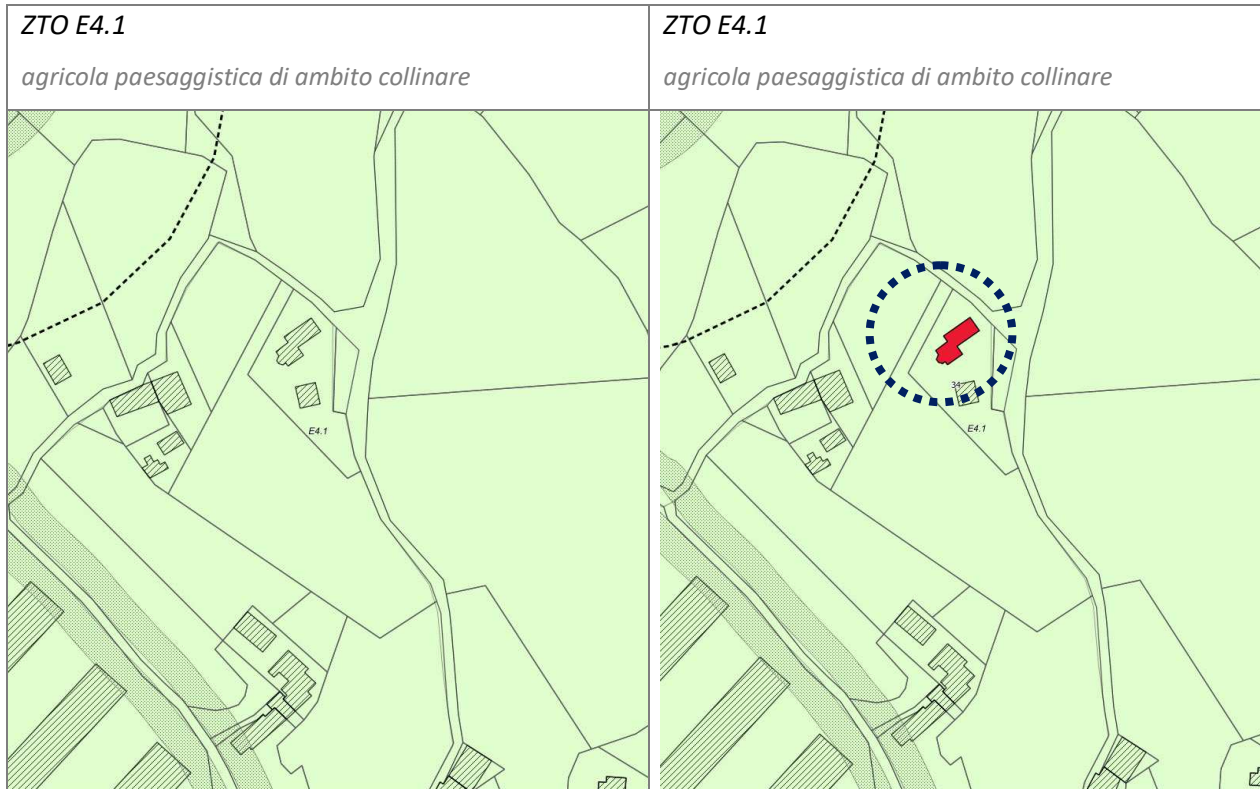 ZTO E4.1
agricola paesaggistica di ambito collinare
ZTO E4.1
agricola paesaggistica di ambito collinare
E4.1
34
E4.1